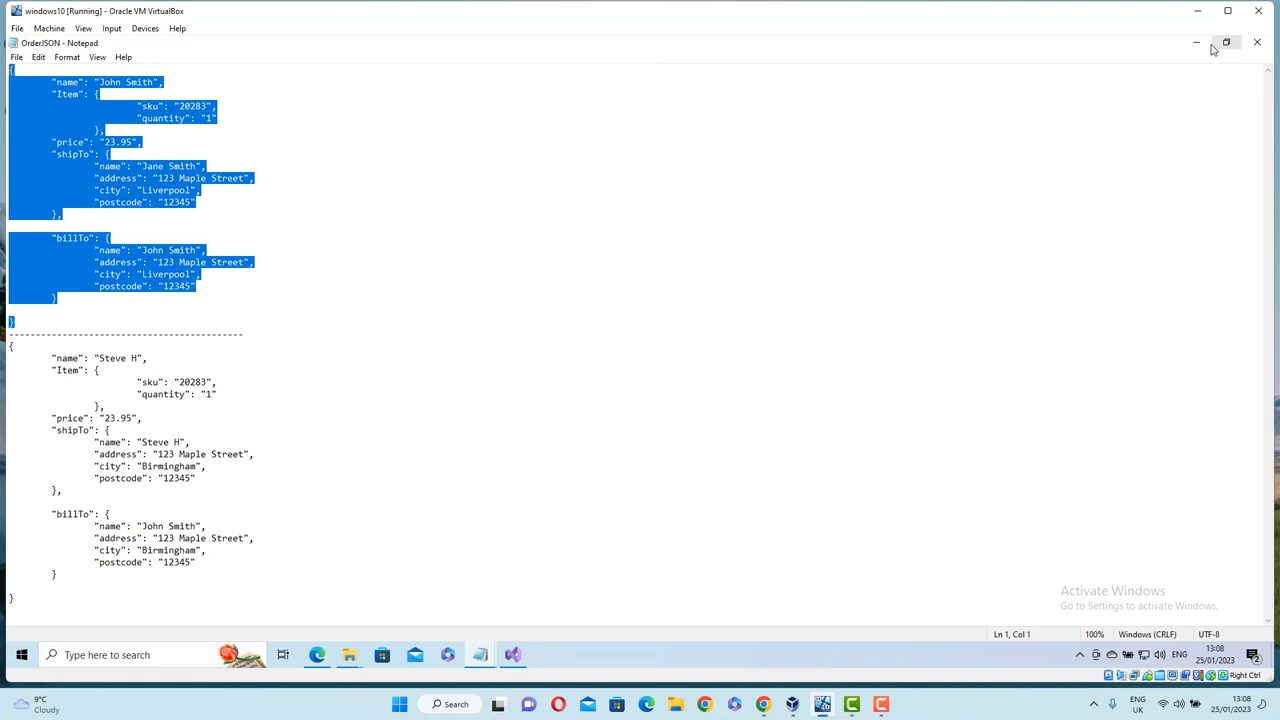 windows10 [Running] - Oracle VM VirtualBox
File Machine View Input Devices Help
OrderJSON - Notepad
File Edit Format View Help
{
"name": "John Smith",
"Item": {
"sku": "20283",
"quantity": "1"
},
"price": "23.95",
"shipTo": {
"name": "Jane Smith",
"address": "123 Maple Street",
"city": "Liverpool",
"postcode": "12345"
},
"billTo": {
"name": "John Smith",
"address": "123 Maple Street",
"city": "Liverpool",
"postcode": "12345"
}
}
--------------------------------------------
{
"name": "Steve H",
"Item": {
"sku": "20283",
"quantity": "1"
},
"price": "23.95",
"shipTo": {
"name": "Steve H",
"address": "123 Maple Street",
"city": "Birmingham",
"postcode": "12345"
},
"billTo": {
"name": "John Smith",
"address": "123 Maple Street",
"city": "Birmingham",
"postcode": "12345"
}
}
Activate Windows
Go to Settings to activate Windows.
Ln 1, Col 1 100% Windows (CRLF) UTF-8
Type here to search
ENG
13:08
25/01/2023
2
Right Ctrl
9°C
Cloudy
Search
ENG
UK
13:08
25/01/2023